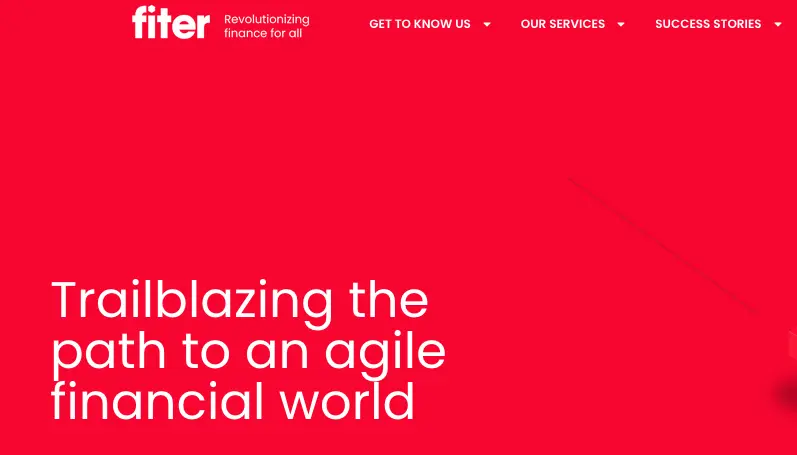 fiter
Revolutionizing
finance for all
GET TO KNOW US
OUR SERVICES
SUCCESS STORIES
Trailblazing the
path to an agile
financial world